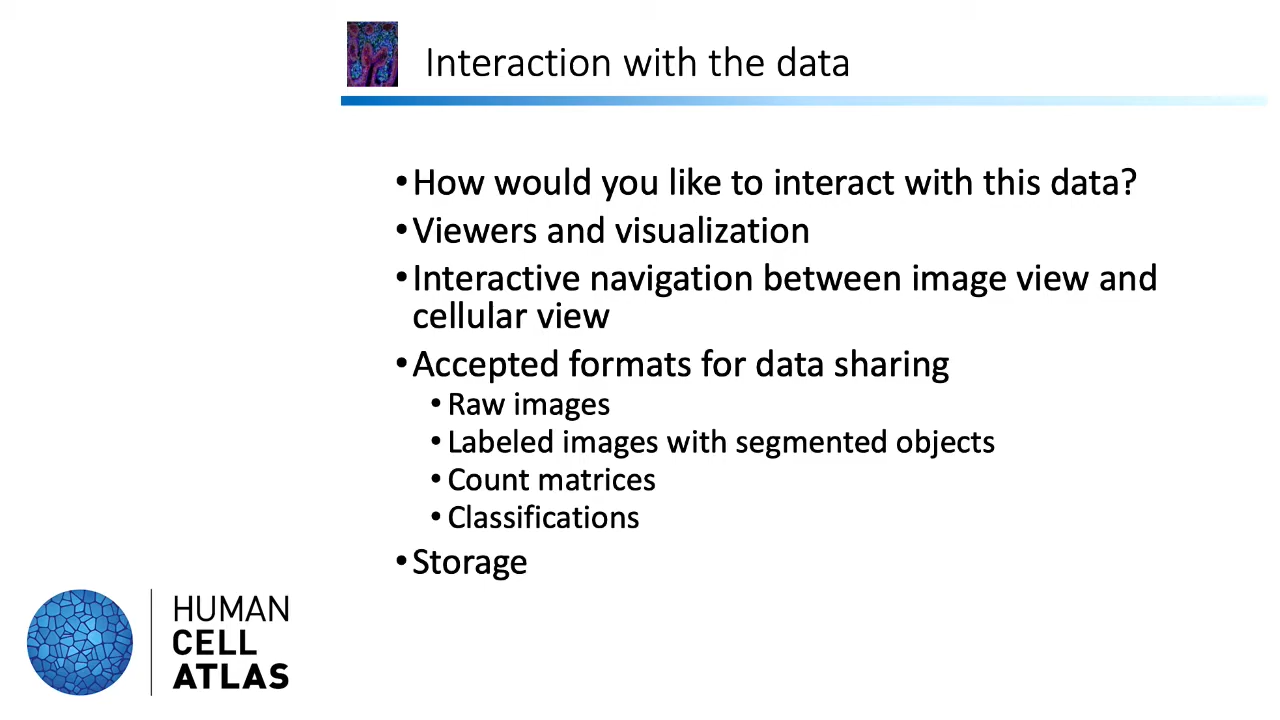 Interaction with the data
•How would you like to interact with this data?
•Viewers and visualization
•Interactive navigation between image view and
cellular view
•Accepted formats for data sharing
• Raw images
• Labeled images with segmented objects
• Count matrices
• Classifications
•Storage
HUMAN
CELL
ATLAS